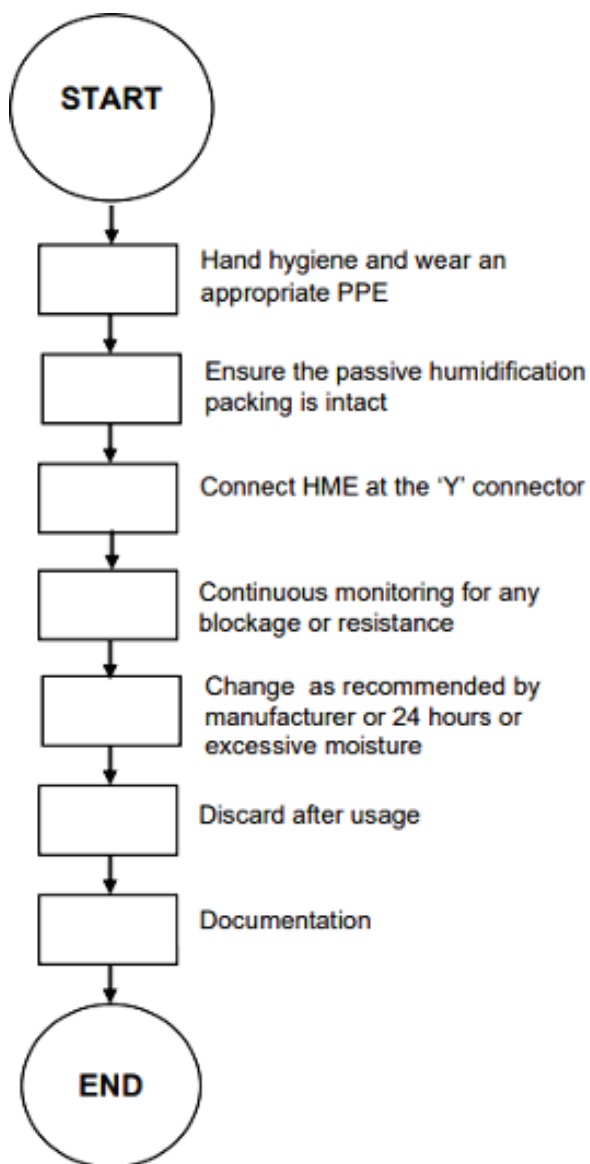 START
Hand hygiene and wear an
appropriate PPE
Ensure the passive humidification
packing is intact
Connect HME at the ‘Y’ connector
Continuous monitoring for any
blockage or resistance
Change as recommended by
manufacturer or 24 hours or
excessive moisture
Discard after usage
Documentation
END